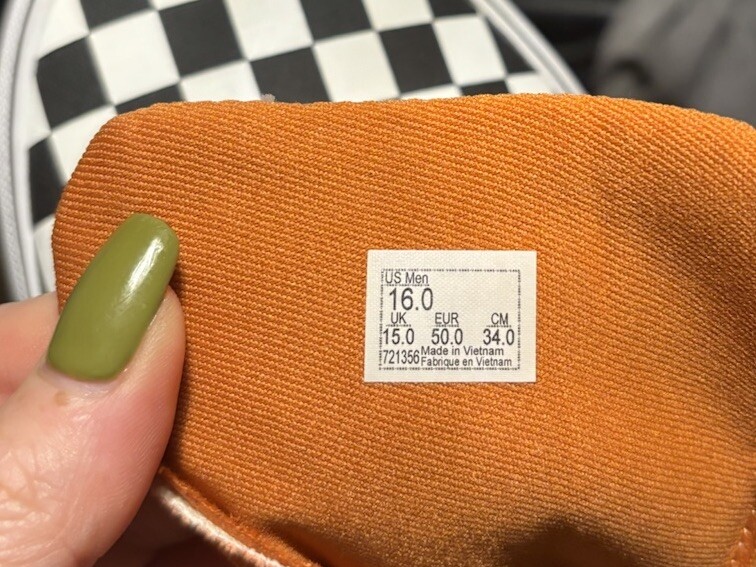 US Men
16.0
UK EUR CM
15.0 50.0 34.0
721356 Made in Vietnam
Fabrique en Vietnam